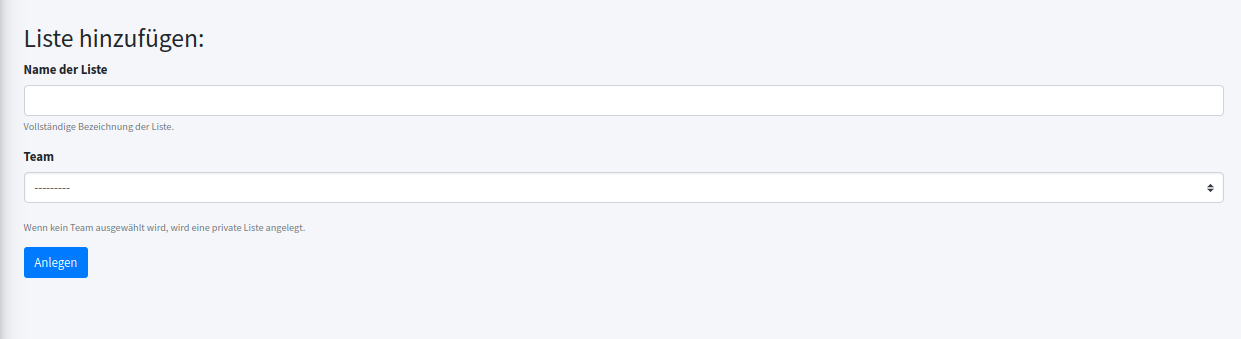 Liste hinzufügen:
Name der Liste
Vollständige Bezeichnung der Liste.
Team
---------
Wenn kein Team ausgewählt wird, wird eine private Liste angelegt.
Anlegen